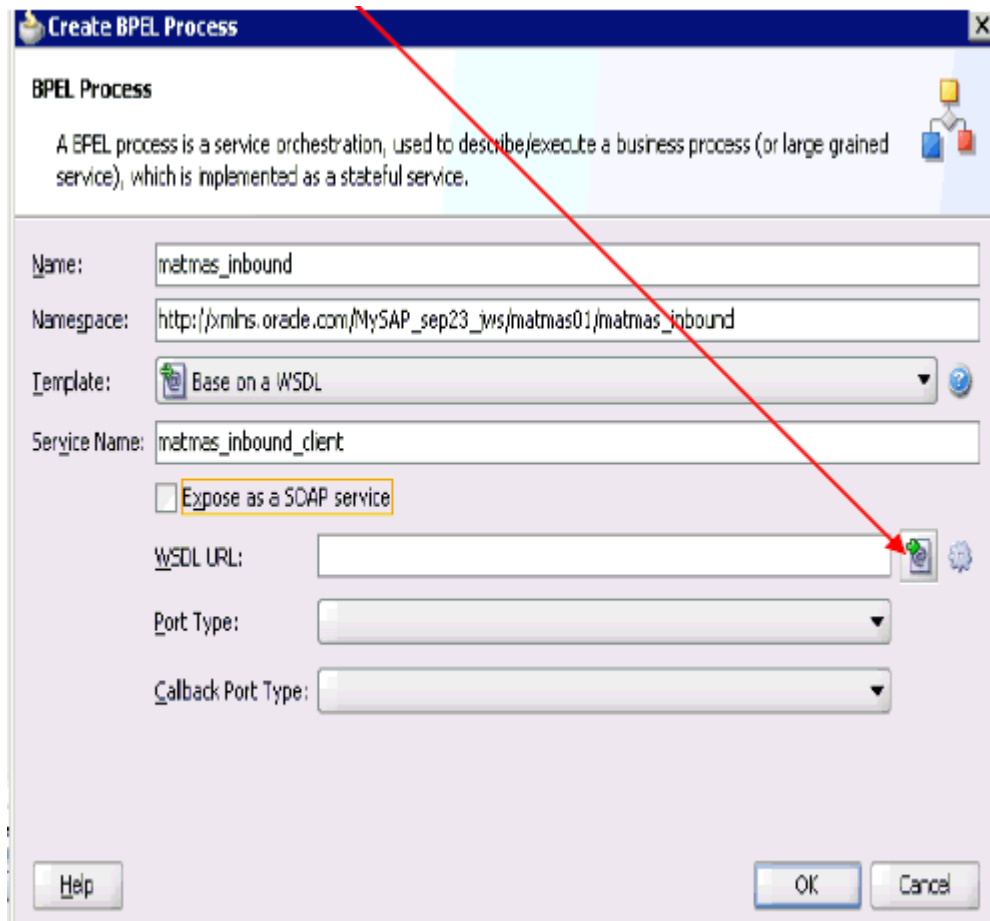 Create BPEL Process
BPEL Process
A BPEL process is a service orchestration, used to describe/execute a business process (or large grained
service), which is implemented as a stateful service.
Name: matmas_inbound
Namespace: http://xmlns.oracle.com/MySAP_sep23_jws/matmas01/matmas_inbound
Template: Base on a WSDL
Service Name: matmas_inbound_client
Expose as a SOAP service
WSDL URL:
Port Type:
Callback Port Type:
Help OK Cancel